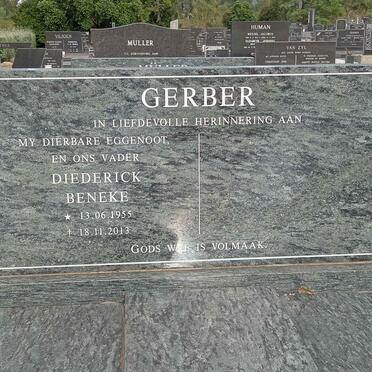 MULLER
HUMAN
VAN ZYL
GERBER
IN LIEFDEVOLLE HERINNERING AAN
MY DIERBARE EGGENOOT,
EN ONS VADER
DIEDERICK
BENEKE
★ 13.06.1955
✝ 18.11.2013
GODS WIL IS VOLMAAK.